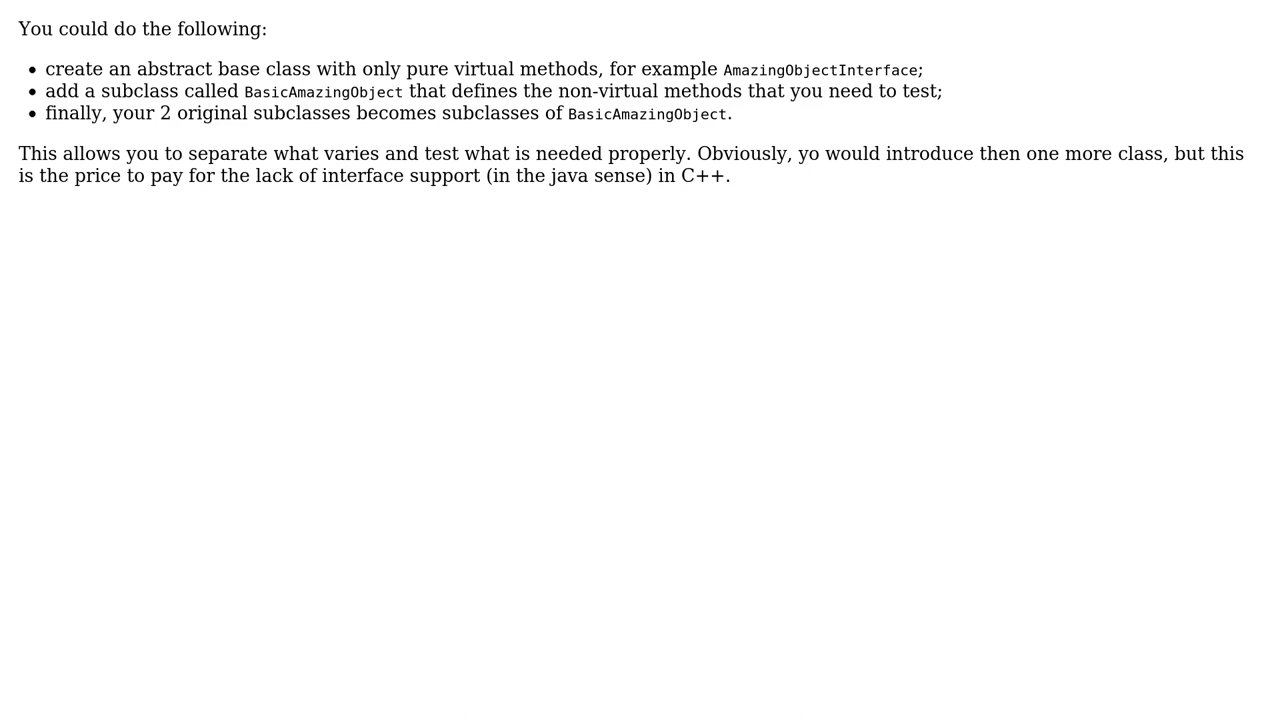 You could do the following:
• create an abstract base class with only pure virtual methods, for example AmazingObjectInterface;
• add a subclass called BasicAmazingObject that defines the non-virtual methods that you need to test;
• finally, your 2 original subclasses becomes subclasses of BasicAmazingObject.
This allows you to separate what varies and test what is needed properly. Obviously, yo would introduce then one more class, but this
is the price to pay for the lack of interface support (in the java sense) in C++.